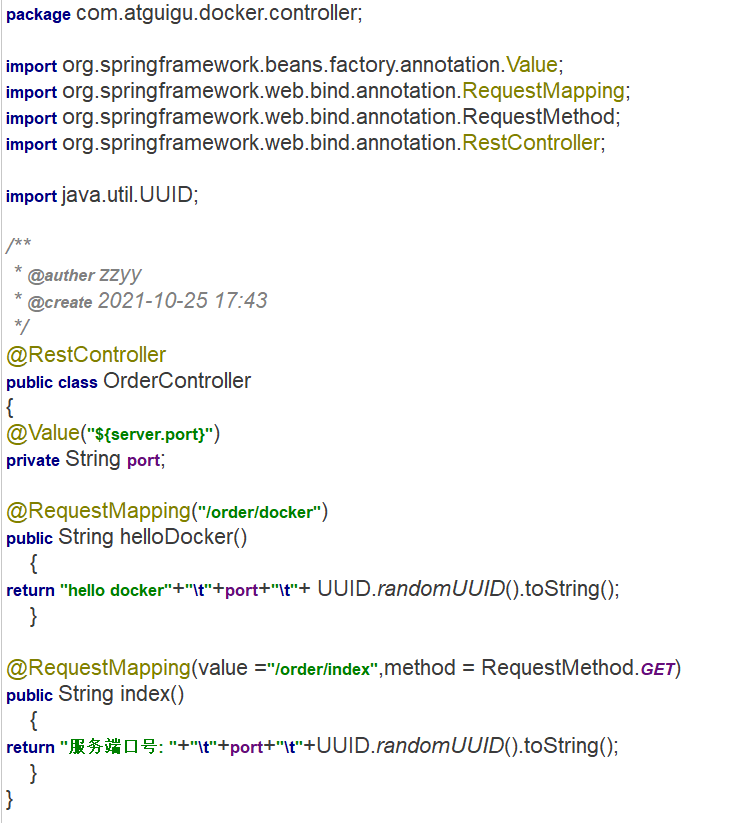 package com.atguigu.docker.controller;
import org.springframework.beans.factory.annotation.Value;
import org.springframework.web.bind.annotation.RequestMapping;
import org.springframework.web.bind.annotation.RequestMethod;
import org.springframework.web.bind.annotation.RestController;
import java.util.UUID;
/**
* @auther zzyy
* @create 2021-10-25 17:43
*/
@RestController
public class OrderController
{
@Value("${server.port}")
private String port;
@RequestMapping("/order/docker")
public String helloDocker()
{
return "hello docker"+"\t"+port+"\t"+ UUID.randomUUID().toString();
}
@RequestMapping(value ="/order/index",method = RequestMethod.GET)
public String index()
{
return "服务端口号: "+"\t"+port+"\t"+UUID.randomUUID().toString();
}
}